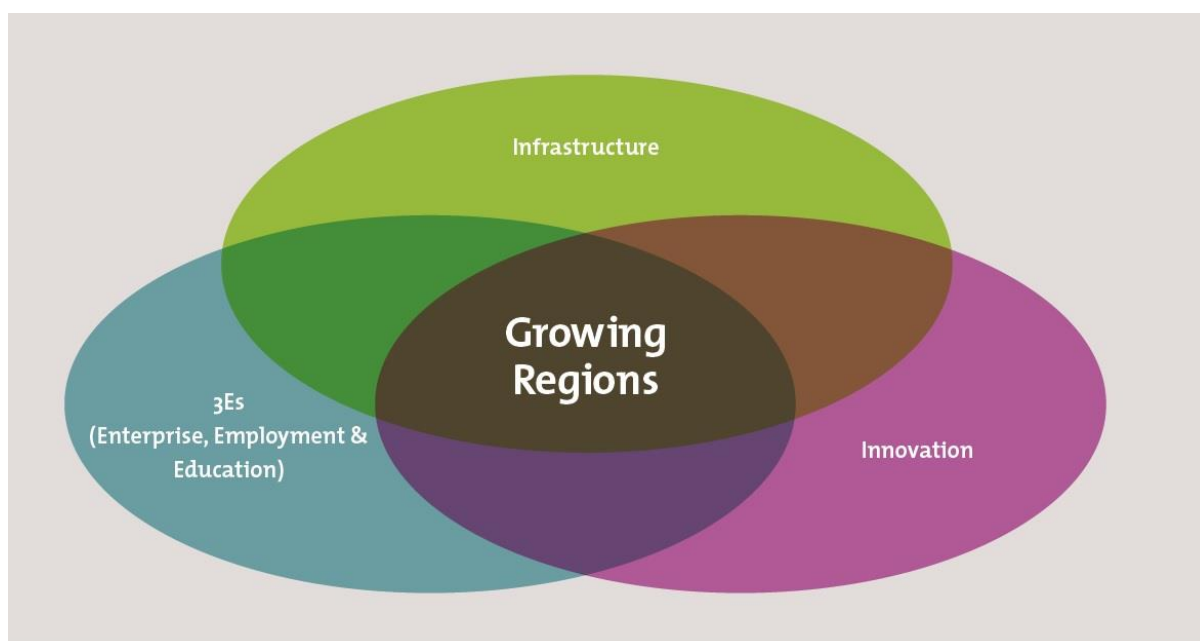 Infrastructure
Growing
Regions
3Es
(Enterprise, Employment &
Education)
Innovation